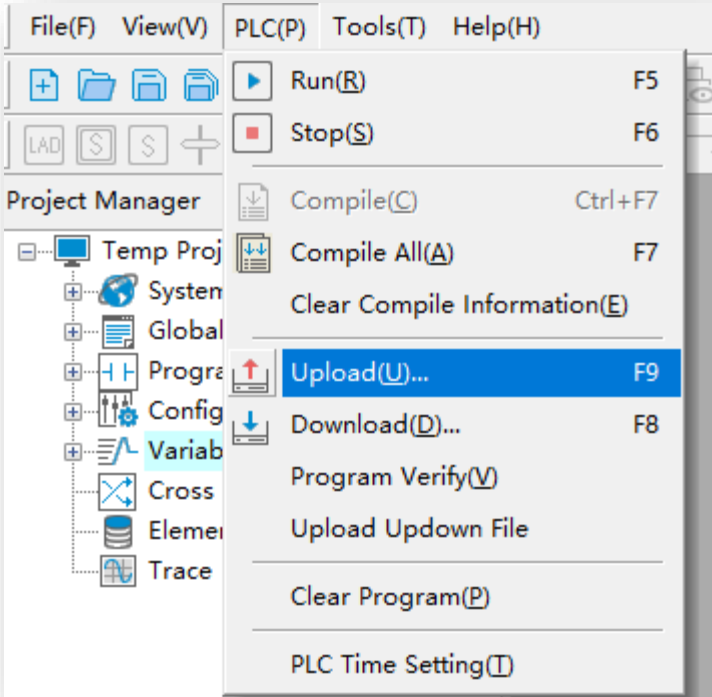 File(F) View(V) PLC(P) Tools(T) Help(H)
Run(R) F5
LAD S S
Stop(S) F6
Project Manager
Compile(C) Ctrl+F7
Temp Proj
Compile All(A) F7
System
Clear Compile Information(E)
Global
Progra
Upload(U)... F9
Config
Download(D)... F8
Variab
Program Verify(V)
Cross
Elemen
Upload Updown File
Trace
Clear Program(P)
PLC Time Setting(T)